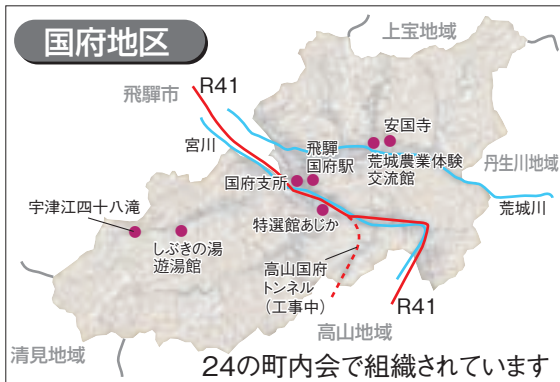 国府地区
上宝地域
R41
飛驒市
宮川
安国寺
飛驒
国府駅
荒城農業体験
交流館
丹生川地域
国府支所
荒城川
宇津江四十八滝
特選館あじか
しぶきの湯
遊湯館
高山国府
トンネル
(工事中)
R41
高山地域
清見地域
24の町内会で組織されています